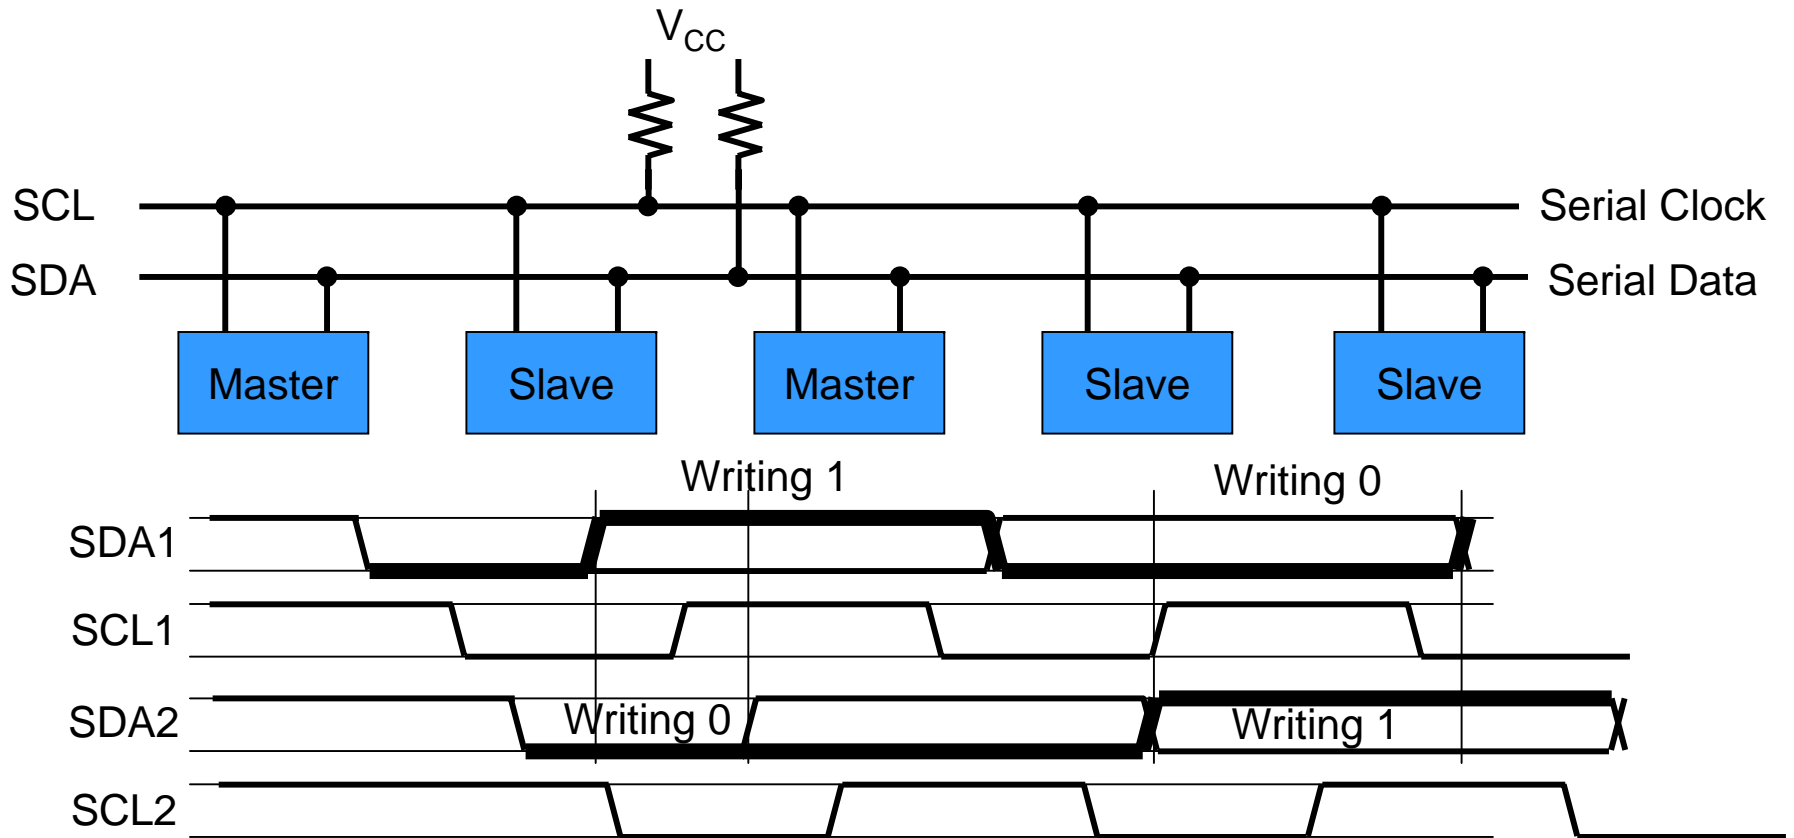 VCC
SCL Serial Clock
SDA Serial Data
Master Slave Master Slave Slave
Writing 1 Writing 0
SDA1
SCL1
SDA2 Writing 0 Writing 1
SCL2